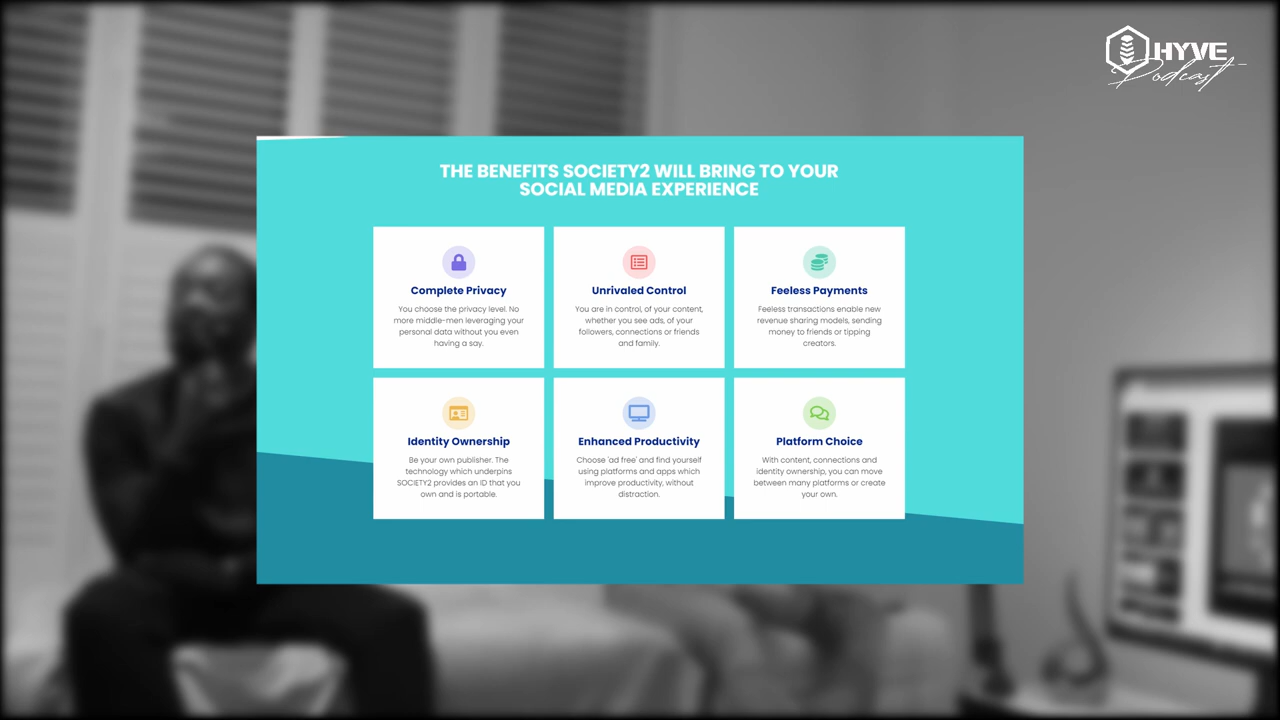 HYVE
Podcast
THE BENEFITS SOCIETY2 WILL BRING TO YOUR
SOCIAL MEDIA EXPERIENCE
Complete Privacy
You choose the privacy level. No
more middle-men leveraging your
personal data without you even
having a say.
Unrivaled Control
You are in control, of your content,
whether you see ads, of your
followers, connections or friends
and family.
Feeless Payments
Feeless transactions enable new
revenue sharing models, sending
money to friends or tipping
creators.
Identity Ownership
Be your own publisher. The
technology which underpins
SOCIETY2 provides an ID that you
own and is portable.
Enhanced Productivity
Choose 'ad free' and find yourself
using platforms and apps which
improve productivity, without
distraction.
Platform Choice
With content, connections and
identity ownership, you can move
between many platforms or create
your own.